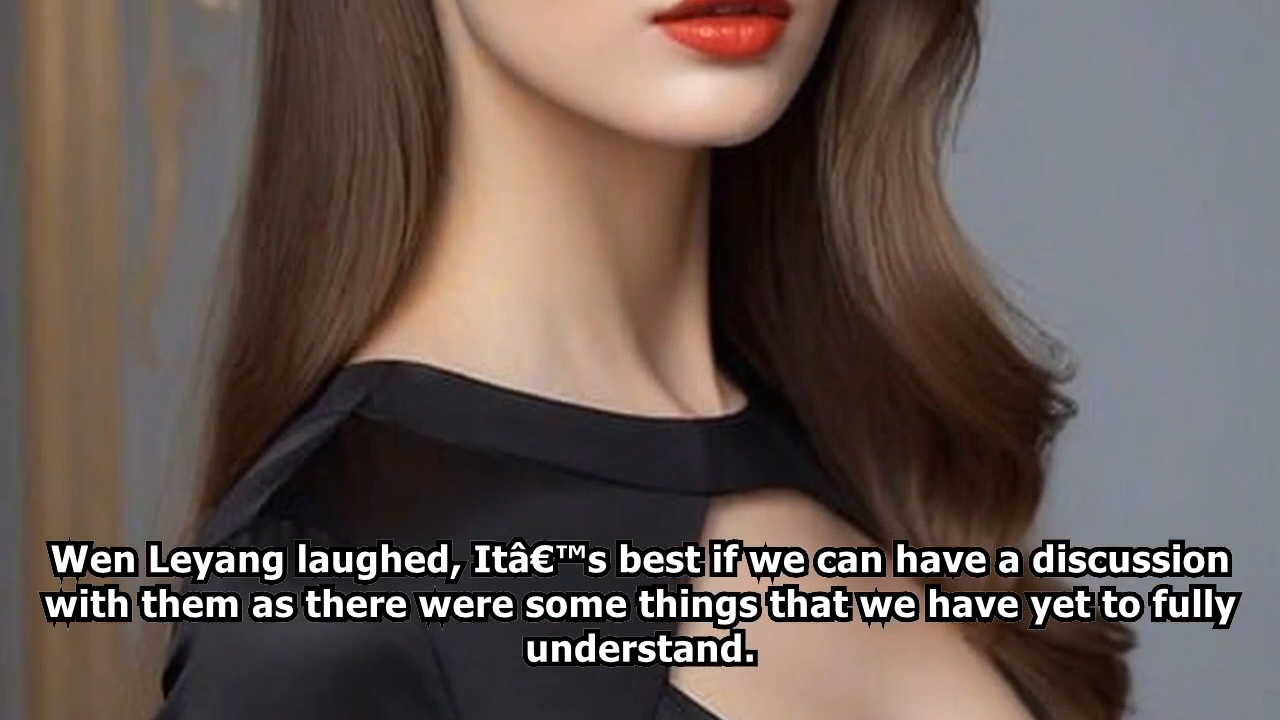 Wen Leyang laughed, Itâ€™s best if we can have a discussion
with them as there were some things that we have yet to fully
understand.